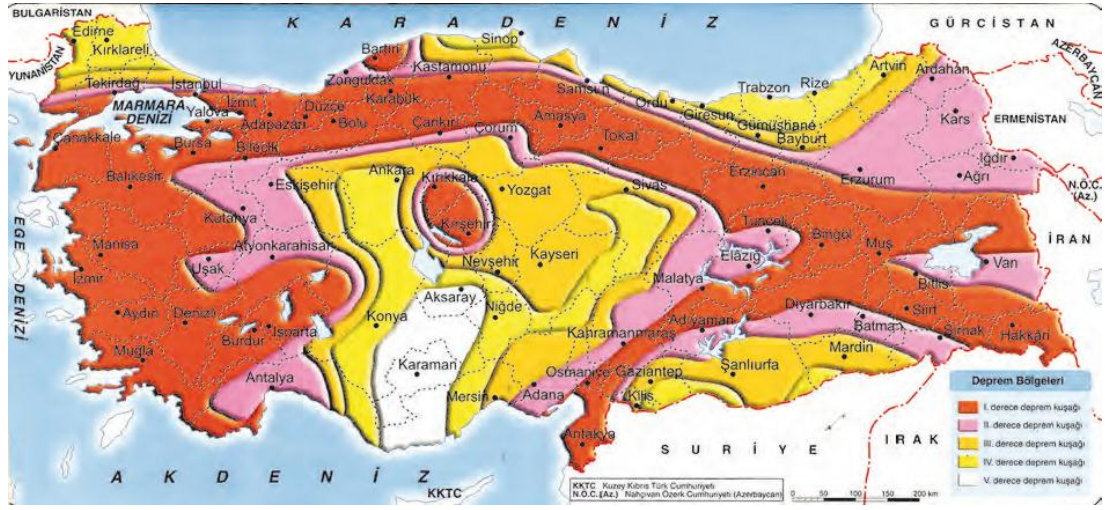 BULGARİSTAN
YUNANİSTAN
K A R A D E N İ Z
GÜRCİSTAN
AZERBAYCAN
ERMENİSTAN
N.Ö.C.
(Az.)
İRAN
EGE DENİZİ
MARMARA
DENİZİ
A K D E N İ Z
KKTC
S U R İ Y E
I R A K
Edirne
Kırklareli
Tekirdağ
İstanbul
Yalova
İzmit
Adapazarı
Düzce
Bolu
Zonguldak
Bartın
Karabük
Kastamonu
Sinop
Samsun
Ordu
Giresun
Trabzon
Rize
Artvin
Ardahan
Kars
Iğdır
Ağrı
Gümüşhane
Bayburt
Erzurum
Erzincan
Çanakkale
Bursa
Bilecik
Balıkesir
Eskişehir
Kütahya
Ankara
Çankırı
Çorum
Amasya
Tokat
Sivas
Yozgat
Kırıkkale
Kırşehir
Nevşehir
Kayseri
Manisa
İzmir
Uşak
Afyonkarahisar
Aydın
Denizli
Muğla
Burdur
Isparta
Antalya
Konya
Aksaray
Niğde
Karaman
Mersin
Adana
Osmaniye
Antakya
Kahramanmaraş
Gaziantep
Kilis
Adıyaman
Malatya
Elazığ
Tunceli
Bingöl
Muş
Bitlis
Van
Siirt
Şırnak
Hakkâri
Diyarbakır
Batman
Mardin
Şanlıurfa
Deprem Bölgeleri
I. derece deprem kuşağı
II. derece deprem kuşağı
III. derece deprem kuşağı
IV. derece deprem kuşağı
V. derece deprem kuşağı
KKTC Kuzey Kıbrıs Türk Cumhuriyeti
N.Ö.C.(Az.) Nahçivan Özerk Cumhuriyeti (Azerbaycan)
0 50 100 150 200 km